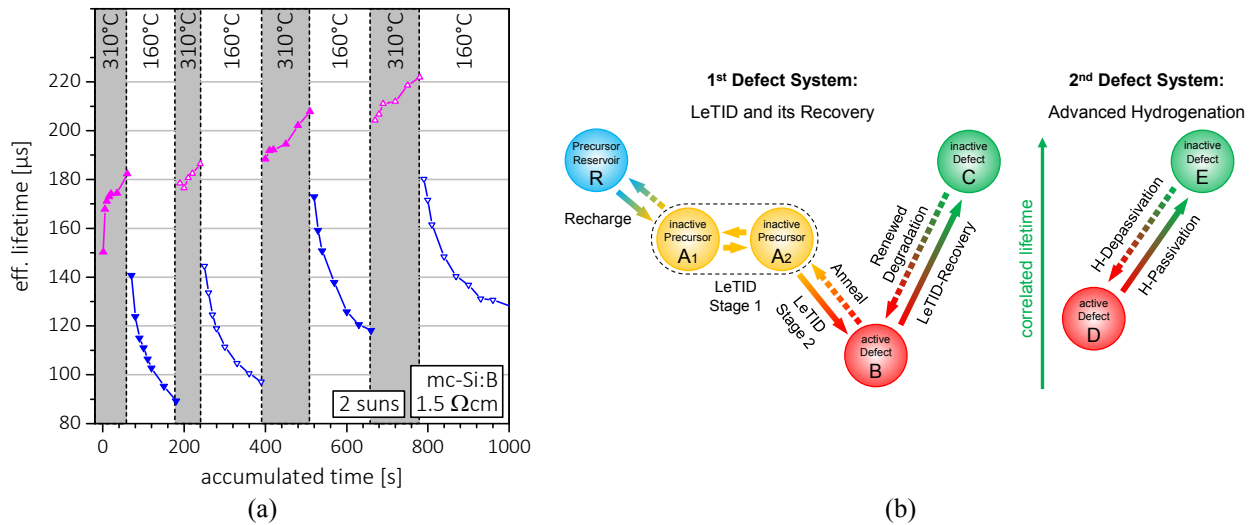 310°C
160°C
310°C
160°C
310°C
160°C
310°C
160°C
eff. lifetime [µs]
220
200
180
160
140
120
100
80
2 suns
mc-Si:B
1.5 Ωcm
0
200
400
600
800
1000
accumulated time [s]
(a)
1st Defect System:
LeTID and its Recovery
Precursor
Reservoir
R
Recharge
inactive
Precursor
A1
inactive
Precursor
A2
LeTID
Stage 1
LeTID
Stage 2
Anneal
active
Defect
B
Renewed
Degradation
LeTID-Recovery
inactive
Defect
C
2nd Defect System:
Advanced Hydrogenation
correlated lifetime
inactive
Defect
E
H-Depassivation
H-Passivation
active
Defect
D
(b)